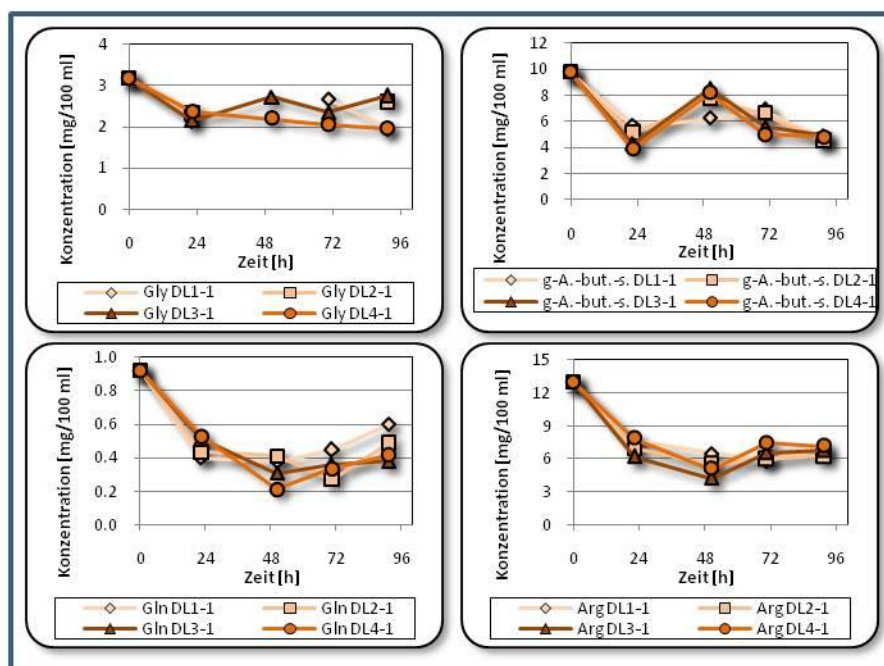 Konzentration [mg/100 ml]
4
3
2
1
0
0 24 48 72 96
Zeit [h]
Gly DL1-1 Gly DL2-1
Gly DL3-1 Gly DL4-1
Konzentration [mg/100 ml]
12
10
8
6
4
2
0
0 24 48 72 96
Zeit [h]
g-A.-but.-s. DL1-1 g-A.-but.-s. DL2-1
g-A.-but.-s. DL3-1 g-A.-but.-s. DL4-1
Konzentration [mg/100 ml]
1.0
0.8
0.6
0.4
0.2
0.0
0 24 48 72 96
Zeit [h]
Gln DL1-1 Gln DL2-1
Gln DL3-1 Gln DL4-1
Konzentration [mg/100 ml]
15
12
9
6
3
0
0 24 48 72 96
Zeit [h]
Arg DL1-1 Arg DL2-1
Arg DL3-1 Arg DL4-1